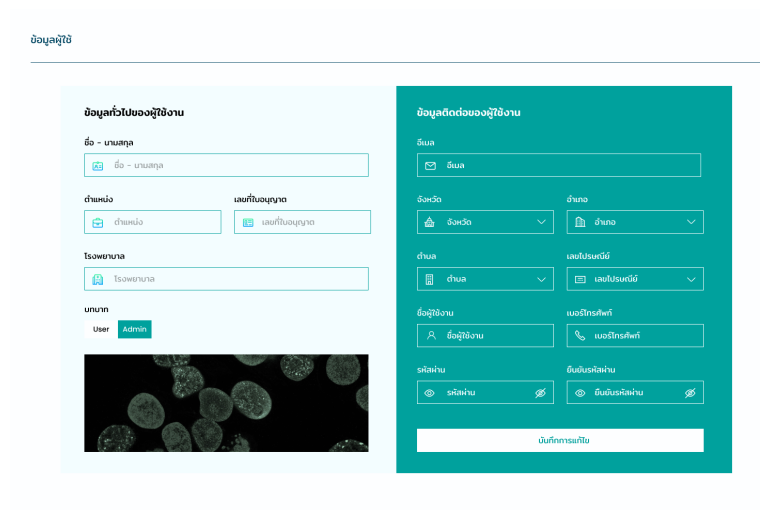 ข้อมูลผู้ใช้
ข้อมูลทั่วไปของผู้ใช้งาน
ชื่อ - นามสกุล
ชื่อ - นามสกุล
ตำแหน่ง
เลขที่ใบอนุญาต
ตำแหน่ง
เลขที่ใบอนุญาต
โรงพยาบาล
โรงพยาบาล
บทบาท
User
Admin
ข้อมูลติดต่อของผู้ใช้งาน
อีเมล
อีเมล
จังหวัด
อำเภอ
จังหวัด
อำเภอ
ตำบล
เลขไปรษณีย์
ตำบล
เลขไปรษณีย์
ชื่อผู้ใช้งาน
เบอร์โทรศัพท์
ชื่อผู้ใช้งาน
เบอร์โทรศัพท์
รหัสผ่าน
ยืนยันรหัสผ่าน
รหัสผ่าน
ยืนยันรหัสผ่าน
บันทึกการแก้ไข